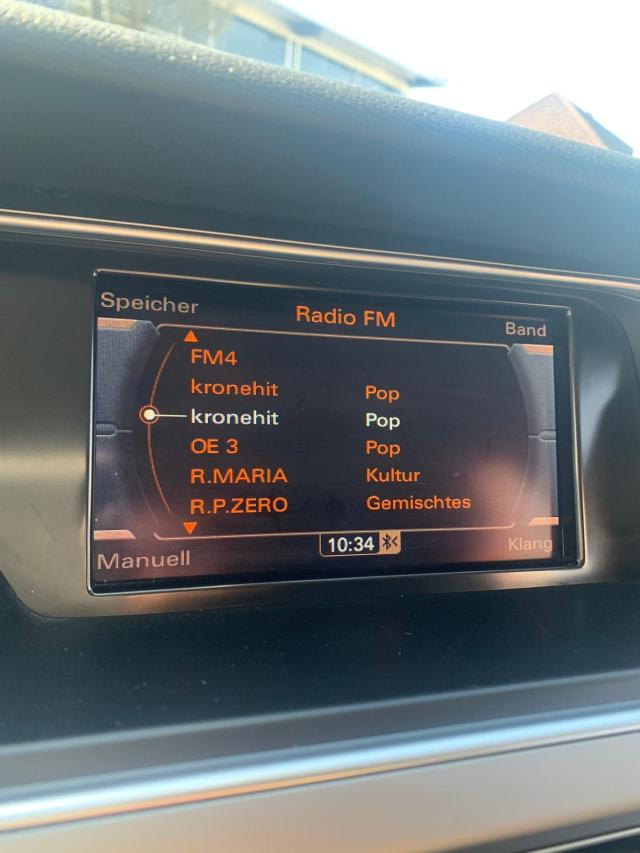 Speicher
Radio FM
Band
FM4
kronehit Pop
kronehit Pop
OE 3 Pop
R.MARIA Kultur
R.P.ZERO Gemischtes
Manuell
10:34
Klang